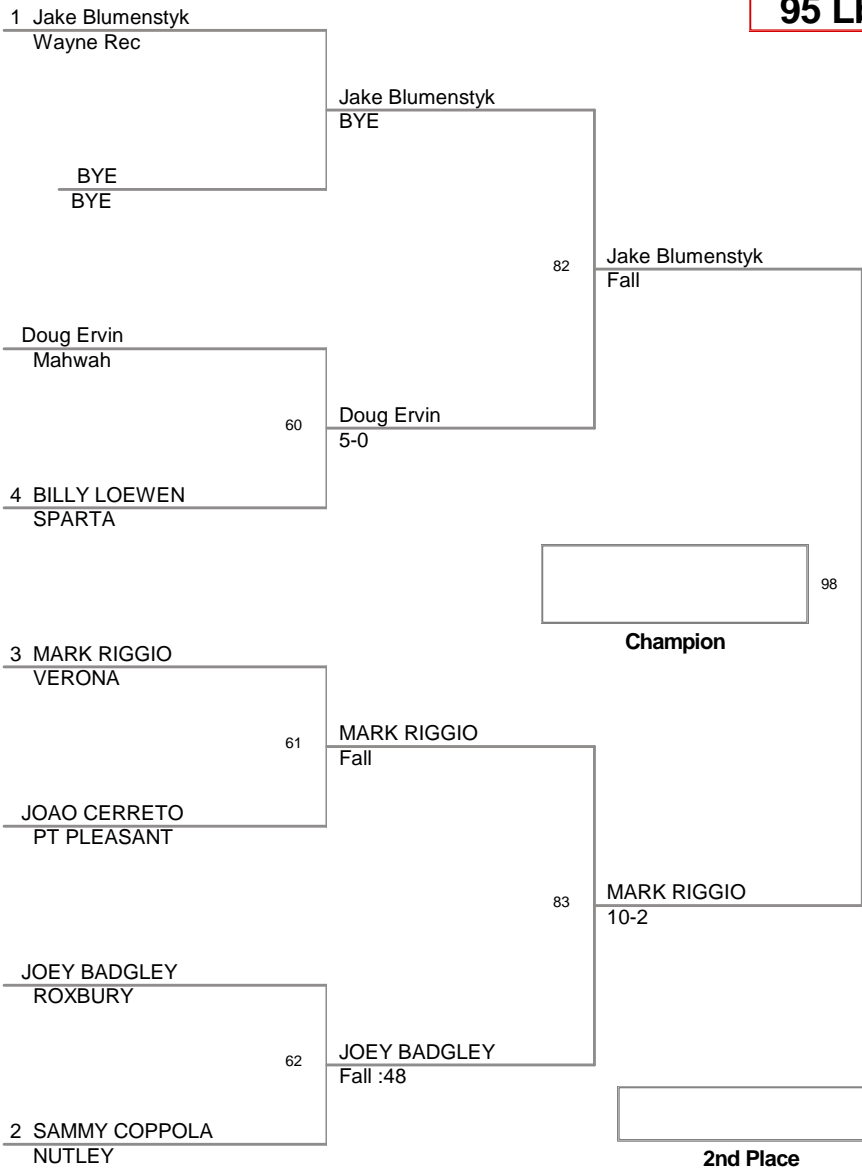 95
1 Jake Blumenstyk
Wayne Rec
Jake Blumenstyk
BYE
BYE
BYE
82
Jake Blumenstyk
Fall
Doug Ervin
Mahwah
60
Doug Ervin
5-0
4 BILLY LOEWEN
SPARTA
98
Champion
3 MARK RIGGIO
VERONA
61
MARK RIGGIO
Fall
JOAO CERRETO
PT PLEASANT
83
MARK RIGGIO
10-2
JOEY BADGLEY
ROXBURY
62
JOEY BADGLEY
Fall :48
2 SAMMY COPPOLA
NUTLEY
2nd Place